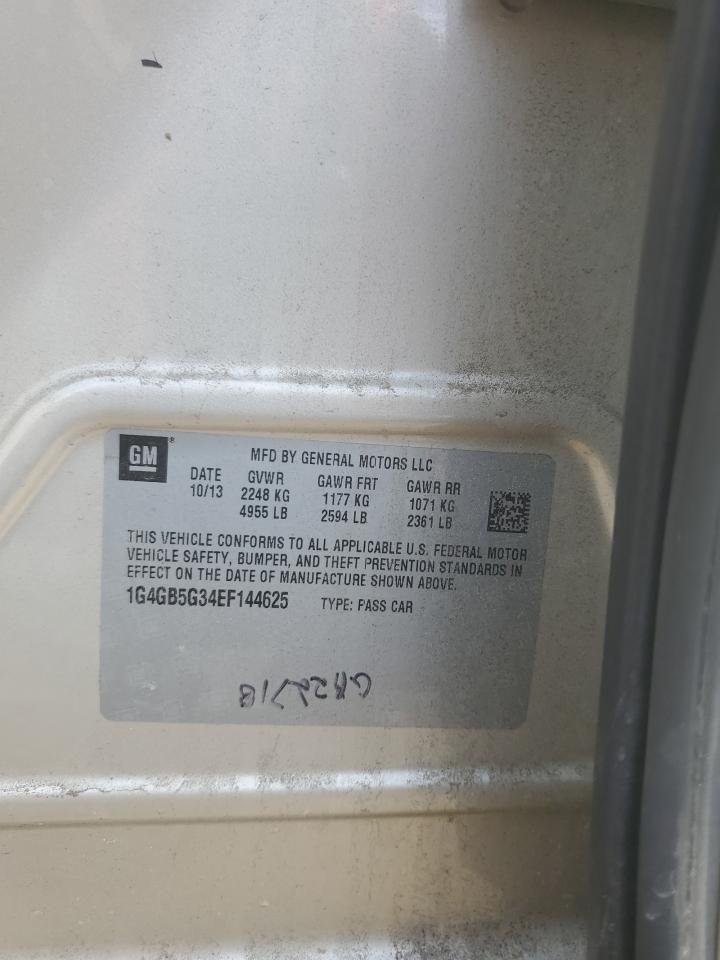 GM®
MFD BY GENERAL MOTORS LLC
DATE GVWR GAWR FRT GAWR RR
10/13 2248 KG 1177 KG 1071 KG
4955 LB 2594 LB 2361 LB
THIS VEHICLE CONFORMS TO ALL APPLICABLE U.S. FEDERAL MOTOR
VEHICLE SAFETY, BUMPER, AND THEFT PREVENTION STANDARDS IN
EFFECT ON THE DATE OF MANUFACTURE SHOWN ABOVE.
1G4GB5G34EF144625 TYPE: PASS CAR